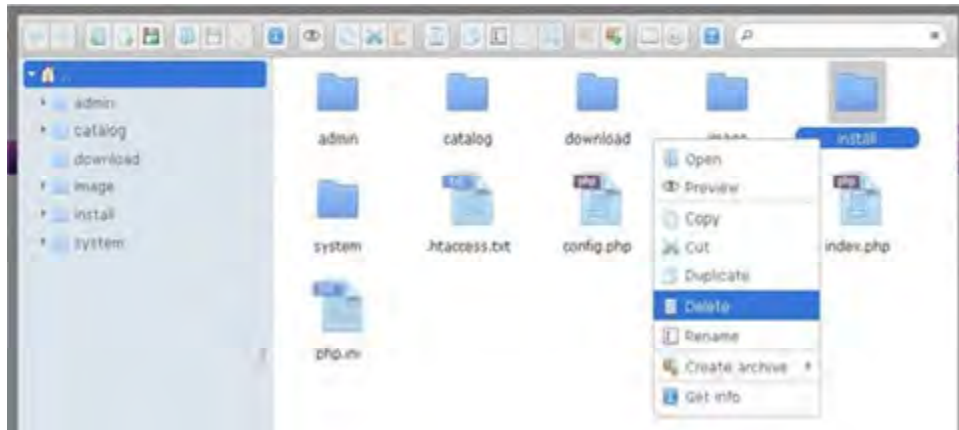 ..
admin
catalog
download
image
install
system
admin
catalog
download
image
install
system
.htaccess.txt
config.php
index.php
php.ini
Open
Preview
Copy
Cut
Duplicate
Delete
Rename
Create archive
Get info